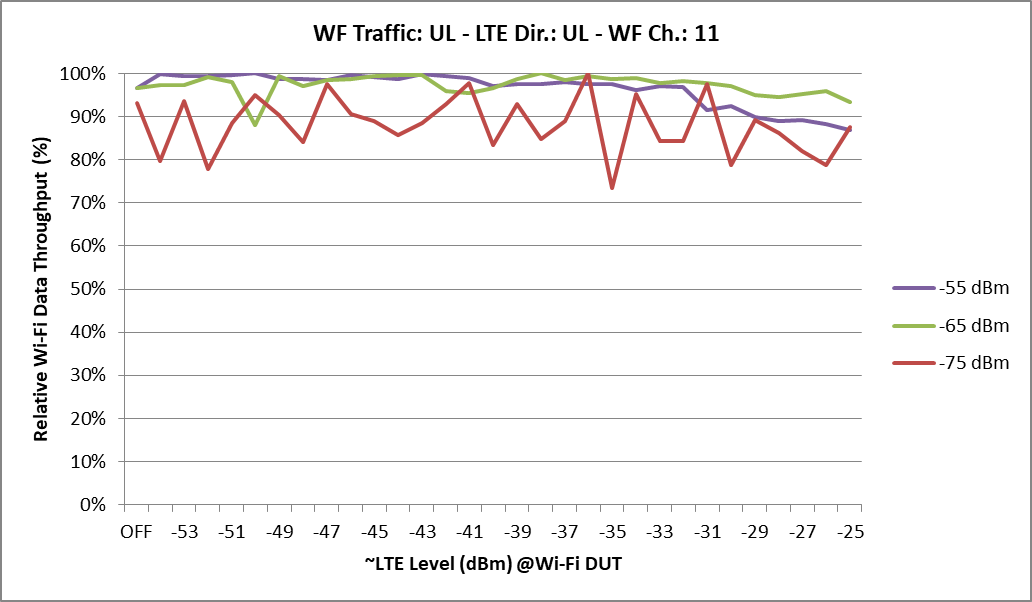 WF Traffic: UL - LTE Dir.: UL - WF Ch.: 11
100%
90%
80%
70%
60%
50%
40%
30%
20%
10%
0%
Relative Wi-Fi Data Throughput (%)
OFF -53 -51 -49 -47 -45 -43 -41 -39 -37 -35 -33 -31 -29 -27 -25
~LTE Level (dBm) @Wi-Fi DUT
-55 dBm
-65 dBm
-75 dBm